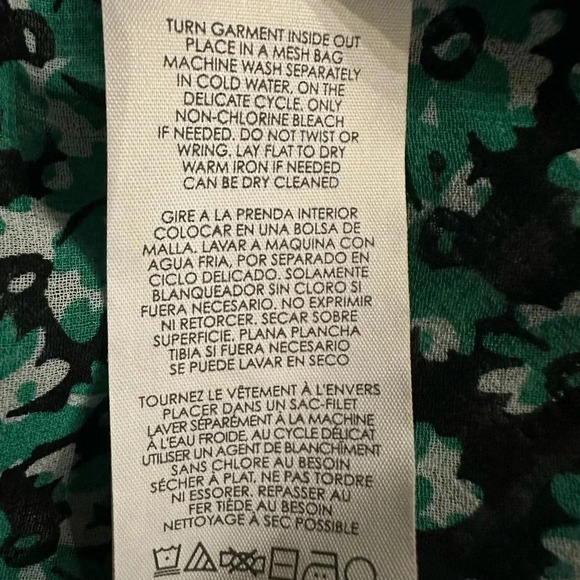 TURN GARMENT INSIDE OUT
PLACE IN A MESH BAG
MACHINE WASH SEPARATELY
IN COLD WATER, ON THE
DELICATE CYCLE. ONLY
NON-CHLORINE BLEACH
IF NEEDED. DO NOT TWIST OR
WRING. LAY FLAT TO DRY
WARM IRON IF NEEDED
CAN BE DRY CLEANED
GIRE A LA PRENDA INTERIOR
COLOCAR EN UNA BOLSA DE
MALLA. LAVAR A MAQUINA CON
AGUA FRIA, POR SEPARADO EN
CICLO DELICADO. SOLAMENTE
BLANQUEADOR SIN CLORO SI
FUERA NECESARIO. NO EXPRIMIR
NI RETORCER. SECAR SOBRE
SUPERFICIE. PLANA PLANCHA
TIBIA SI FUERA NECESARIO
SE PUEDE LAVAR EN SECO
TOURNEZ LE VÊTEMENT À L'ENVERS
PLACER DANS UN SAC-FILET
LAVER SÉPARÉMENT À LA MACHINE
À L'EAU FROIDE, AU CYCLE DÉLICAT
UTILISER UN AGENT DE BLANCHÎMENT
SANS CHLORE AU BESOIN
SÉCHER À PLAT, NE PAS TORDRE
NI ESSORER. REPASSER AU
FER TIÈDE AU BESOIN
NETTOYAGE À SEC POSSIBLE